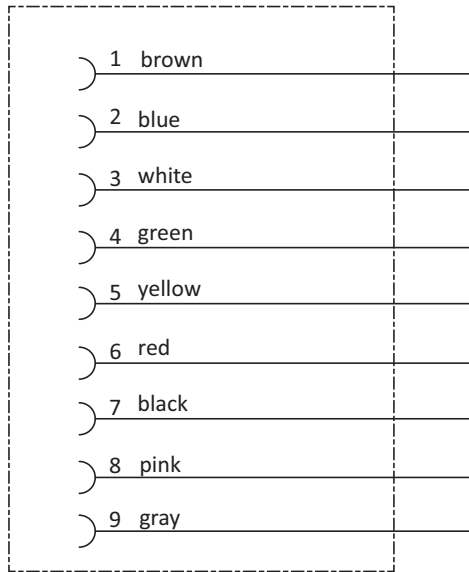 1 brown
2 blue
3 white
4 green
5 yellow
6 red
7 black
8 pink
9 gray